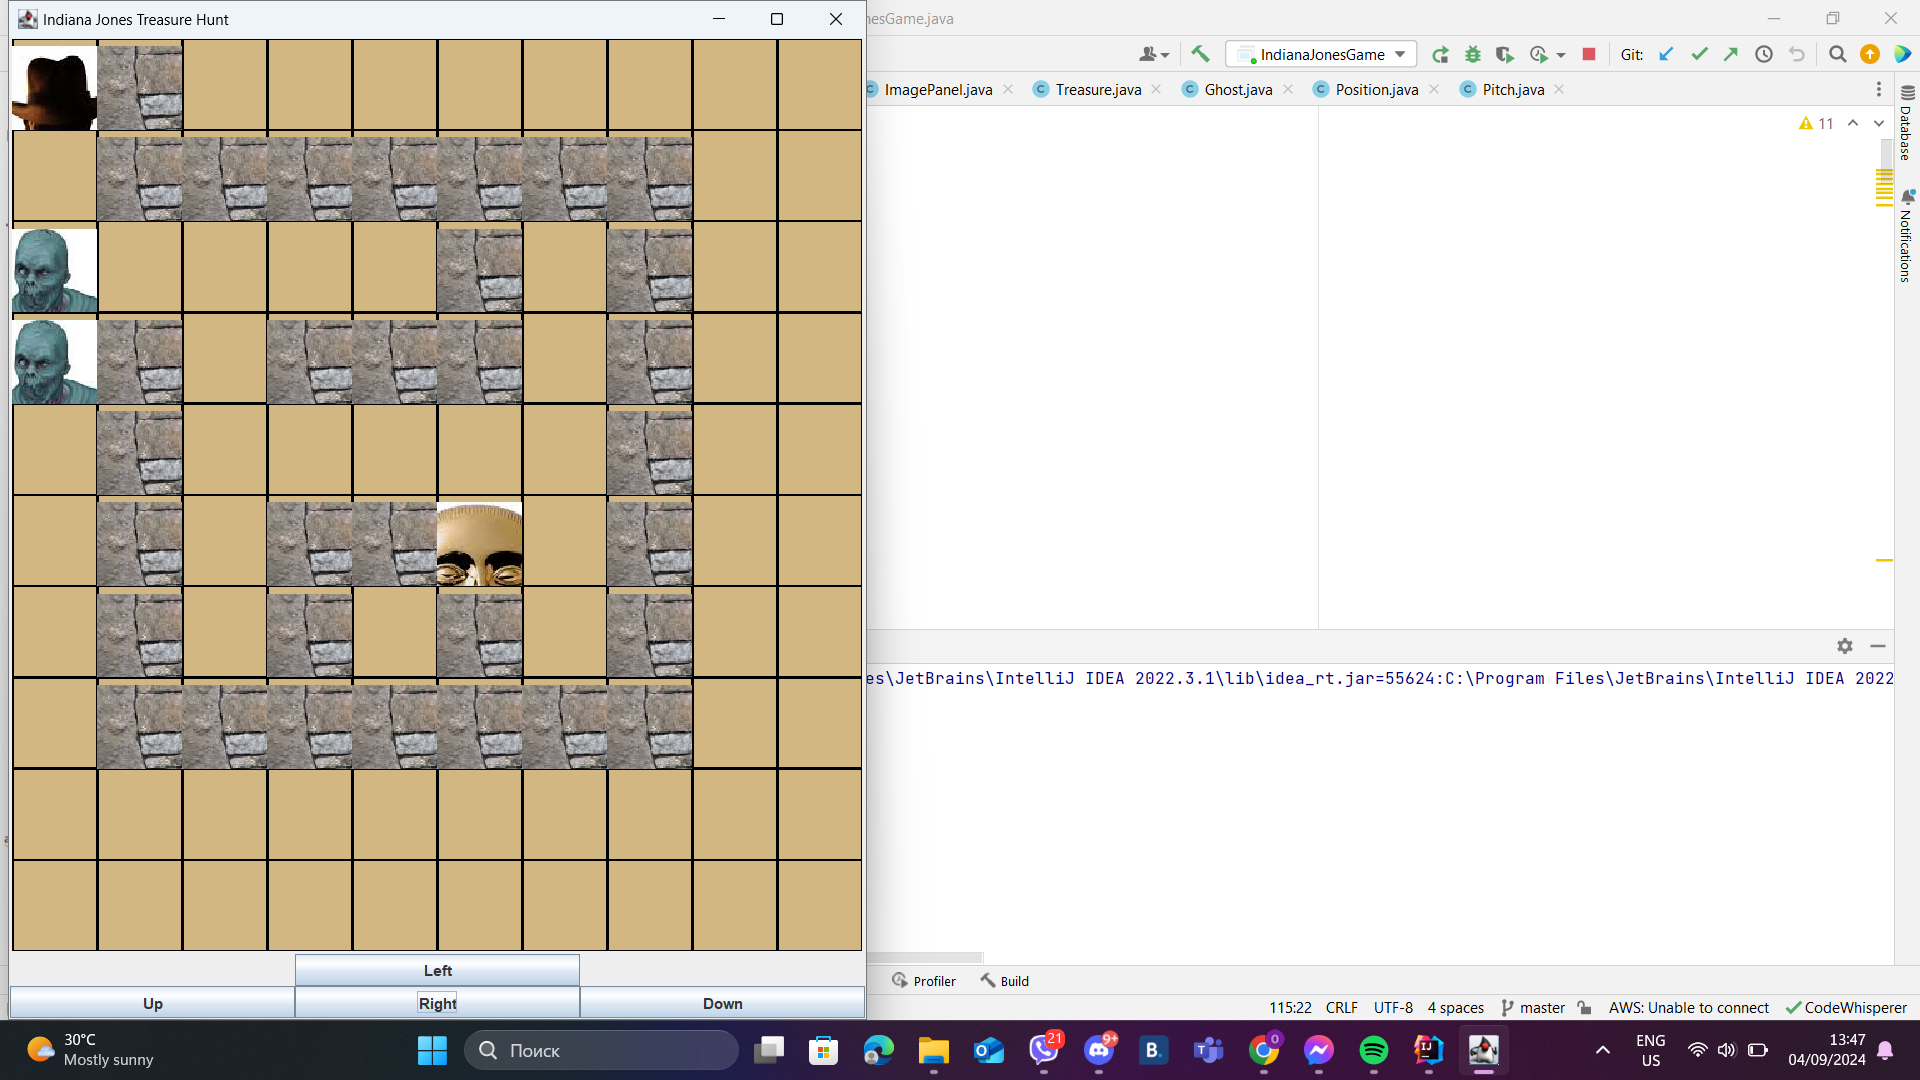 Indiana Jones Treasure Hunt
nesGame.java
IndianaJonesGame
Git:
ImagePanel.java
Treasure.java
Ghost.java
Position.java
Pitch.java
11
Database
Notifications
es\JetBrains\IntelliJ IDEA 2022.3.1\lib\idea_rt.jar=55624:C:\Program Files\JetBrains\IntelliJ IDEA 2022
Left
Up
Right
Down
Profiler
Build
115:22
CRLF
UTF-8
4 spaces
master
AWS: Unable to connect
CodeWhisperer
30°C
Mostly sunny
Поиск
21
9+
0
ENG
US
13:47
04/09/2024